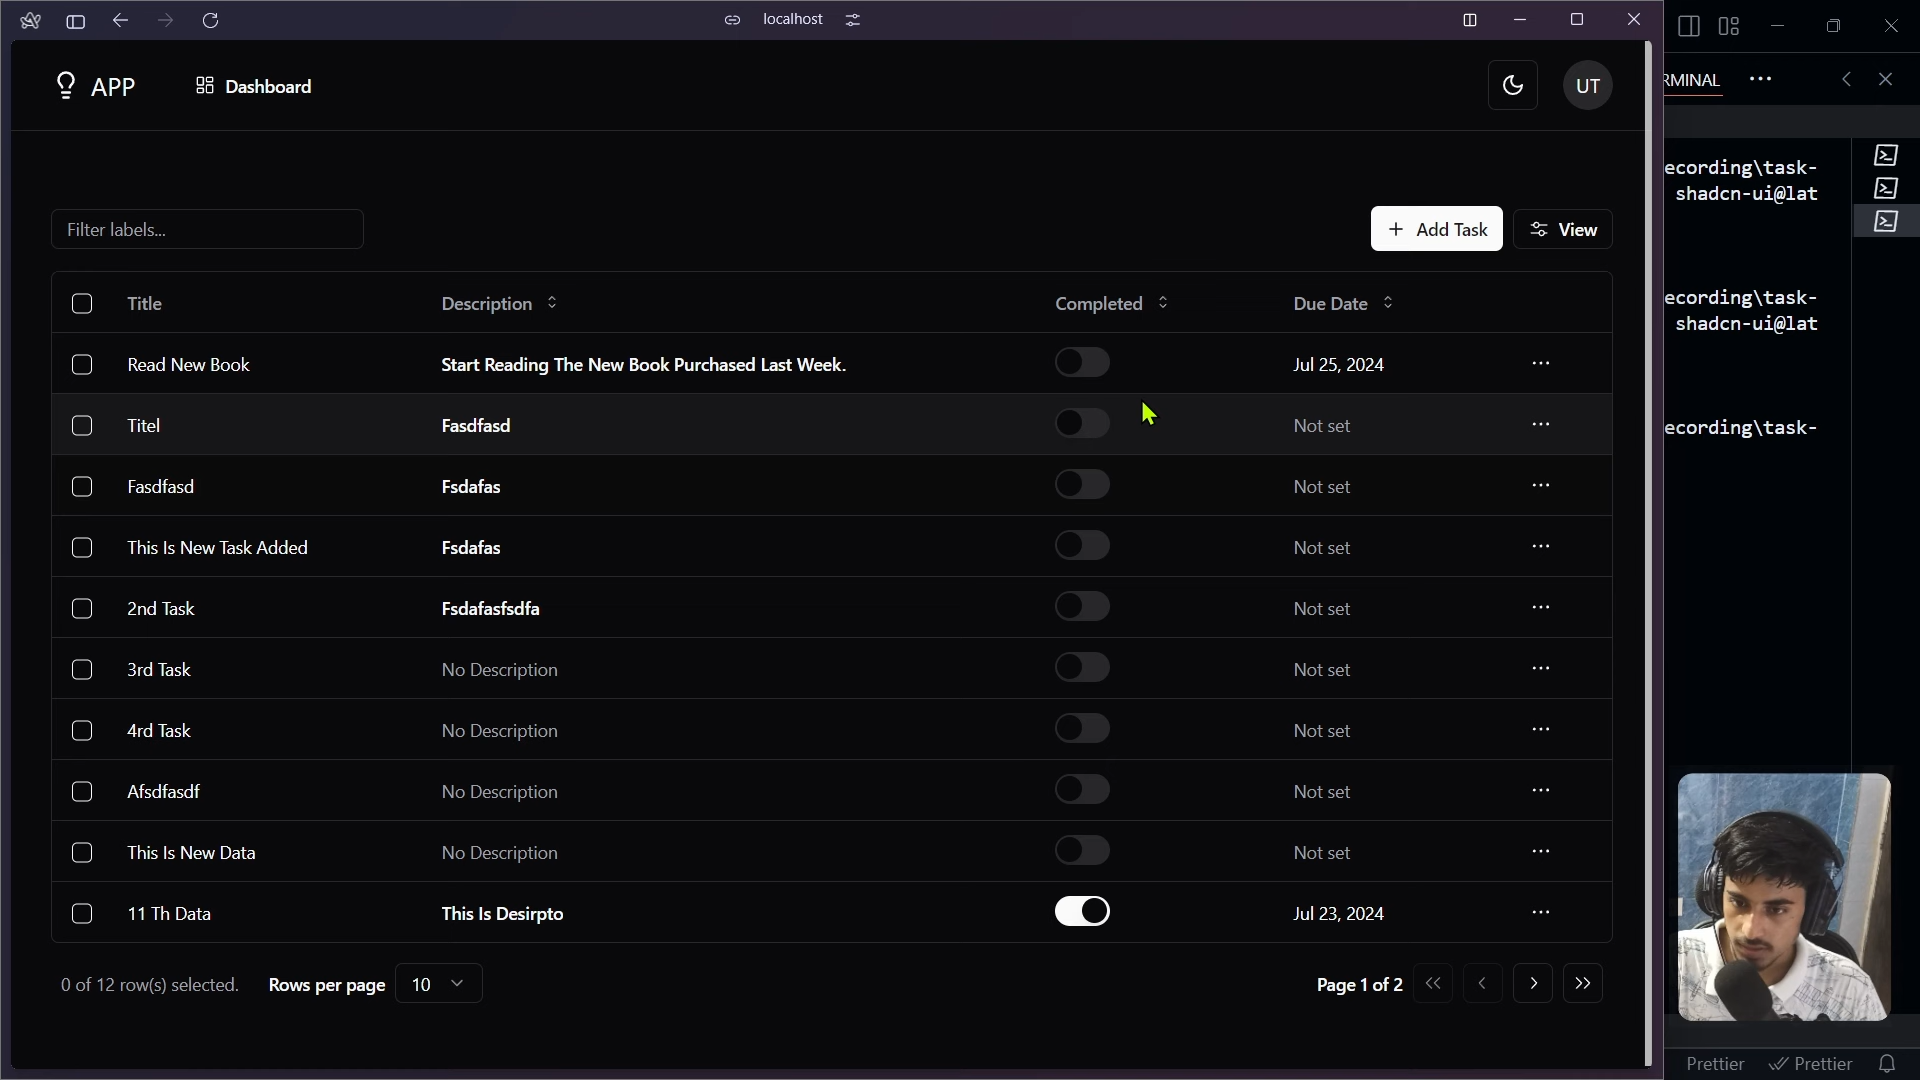 localhost
APP
Dashboard
UT
RMINAL
Filter labels...
Add Task
View
Title
Description
Completed
Due Date
Read New Book
Start Reading The New Book Purchased Last Week.
Jul 25, 2024
Titel
Fasdfasd
Not set
Fasdfasd
Fsdafas
Not set
This Is New Task Added
Fsdafas
Not set
2nd Task
Fsdafasfsdfa
Not set
3rd Task
No Description
Not set
4rd Task
No Description
Not set
Afsdfasdf
No Description
Not set
This Is New Data
No Description
Not set
11 Th Data
This Is Desirpto
Jul 23, 2024
0 of 12 row(s) selected.
Rows per page
10
Page 1 of 2
ecording\task-
shadcn-ui@lat
ecording\task-
shadcn-ui@lat
ecording\task-
Prettier
Prettier